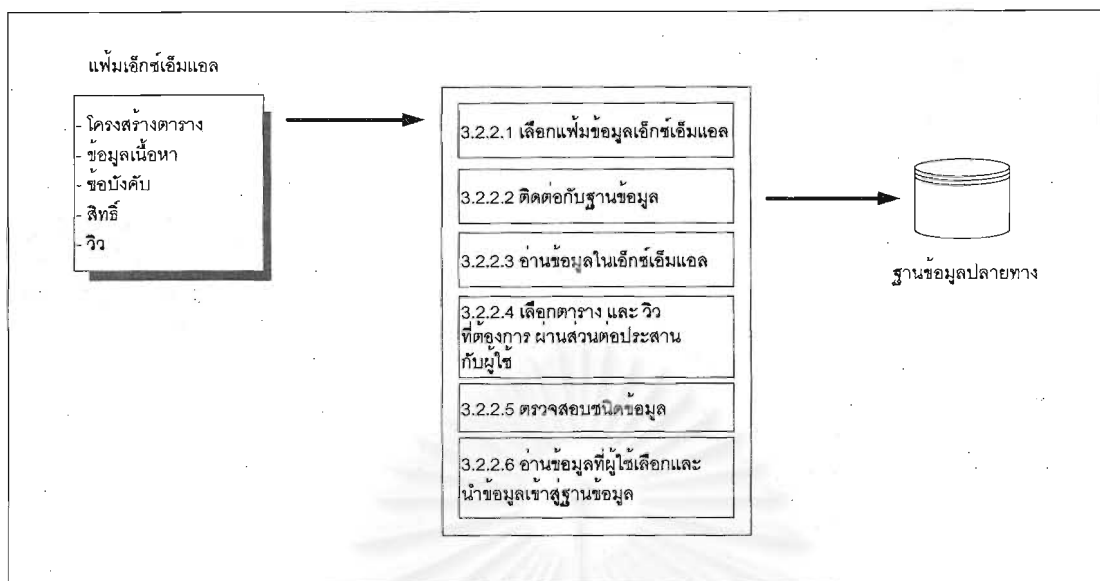 แฟ้มเอ็กซ์เอ็มแอล
- โครงสร้างตาราง
- ข้อมูลเนื้อหา
- ข้อบังคับ
- สิทธิ์
- วิว
3.2.2.1 เลือกแฟ้มข้อมูลเอ็กซ์เอ็มแอล
3.2.2.2 ติดต่อกับฐานข้อมูล
3.2.2.3 อ่านข้อมูลในเอ็กซ์เอ็มแอล
3.2.2.4 เลือกตาราง และ วิว
ที่ต้องการ ผ่านส่วนต่อประสาน
กับผู้ใช้
3.2.2.5 ตรวจสอบชนิดข้อมูล
3.2.2.6 อ่านข้อมูลที่ผู้ใช้เลือกและ
นำข้อมูลเข้าสู่ฐานข้อมูล
ฐานข้อมูลปลายทาง